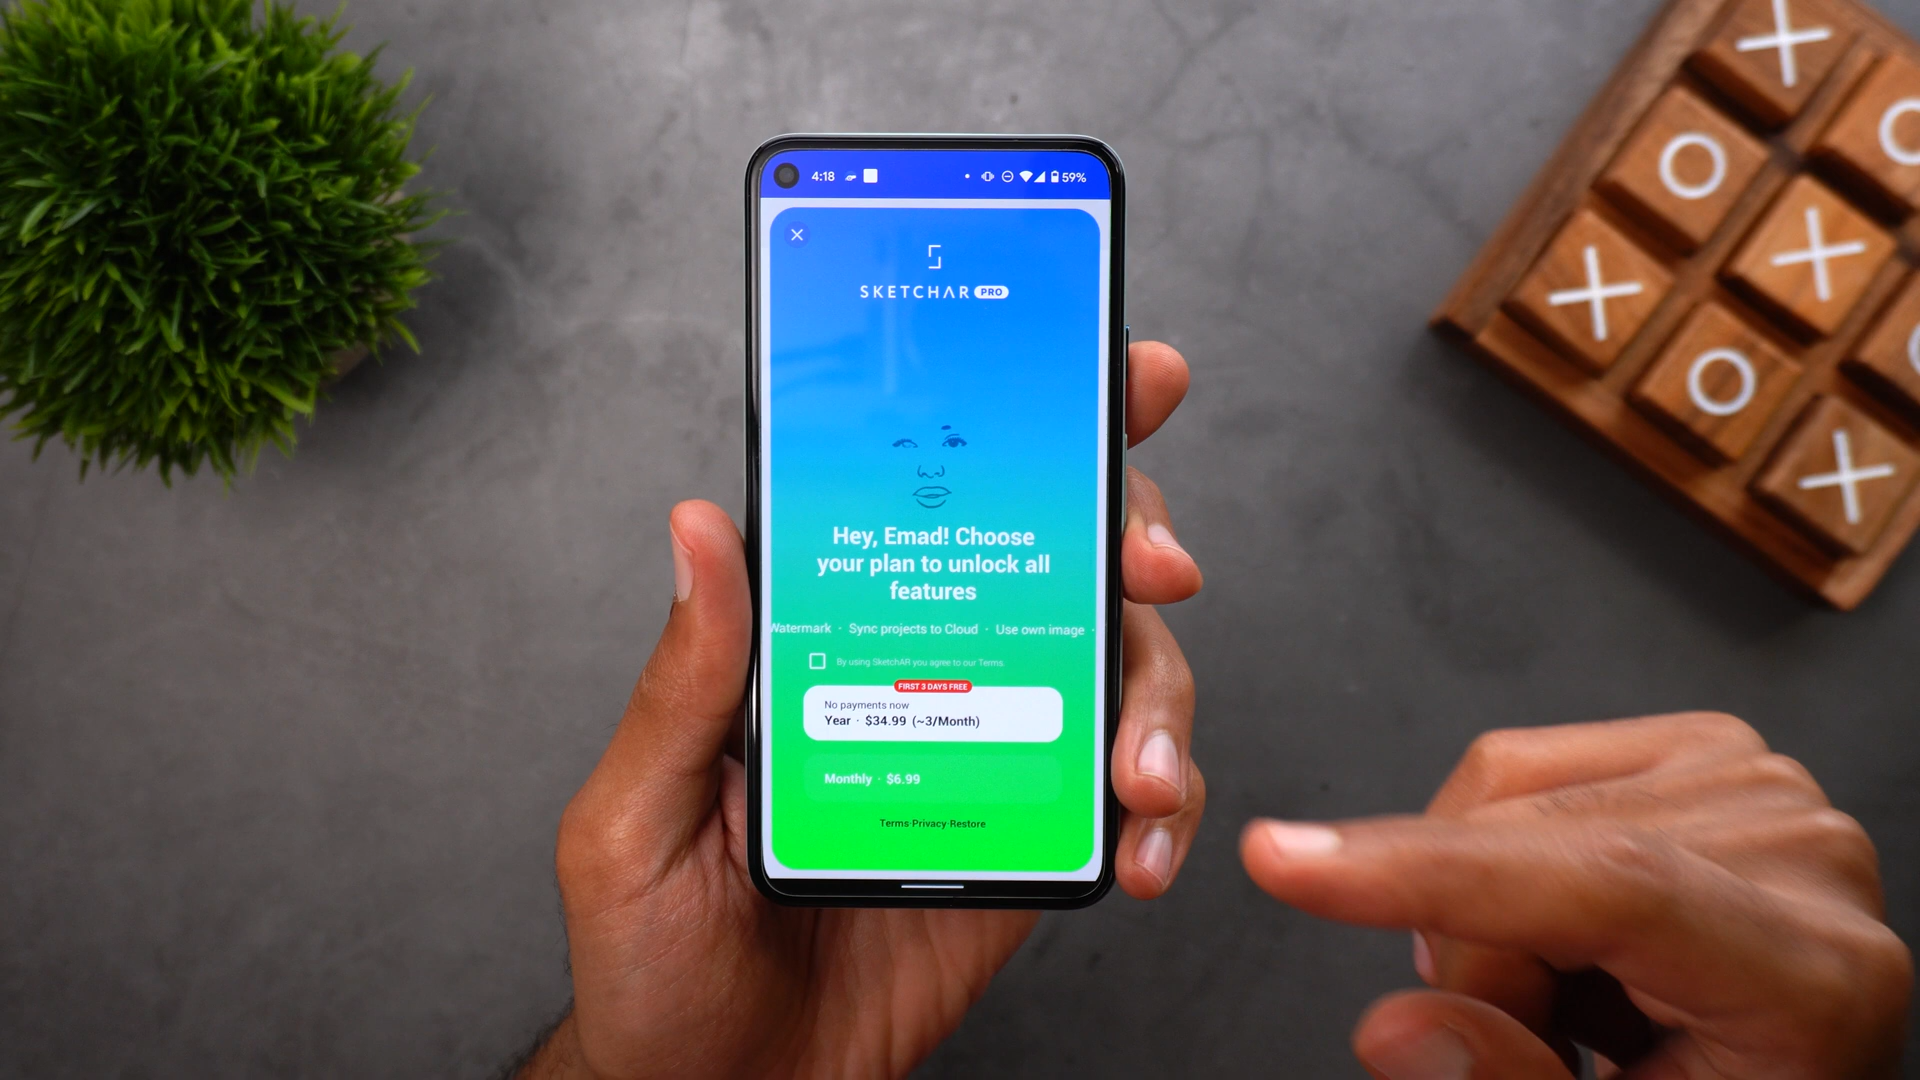 4:18
59%
SKETCHAR PRO
Hey, Emad! Choose
your plan to unlock all
features
Watermark · Sync projects to Cloud · Use own image ·
By using SketchAR you agree to our Terms.
FIRST 3 DAYS FREE
No payments now
Year · $34.99 (~3/Month)
Monthly · $6.99
Terms·Privacy·Restore
X
O
O
X
X
O
X